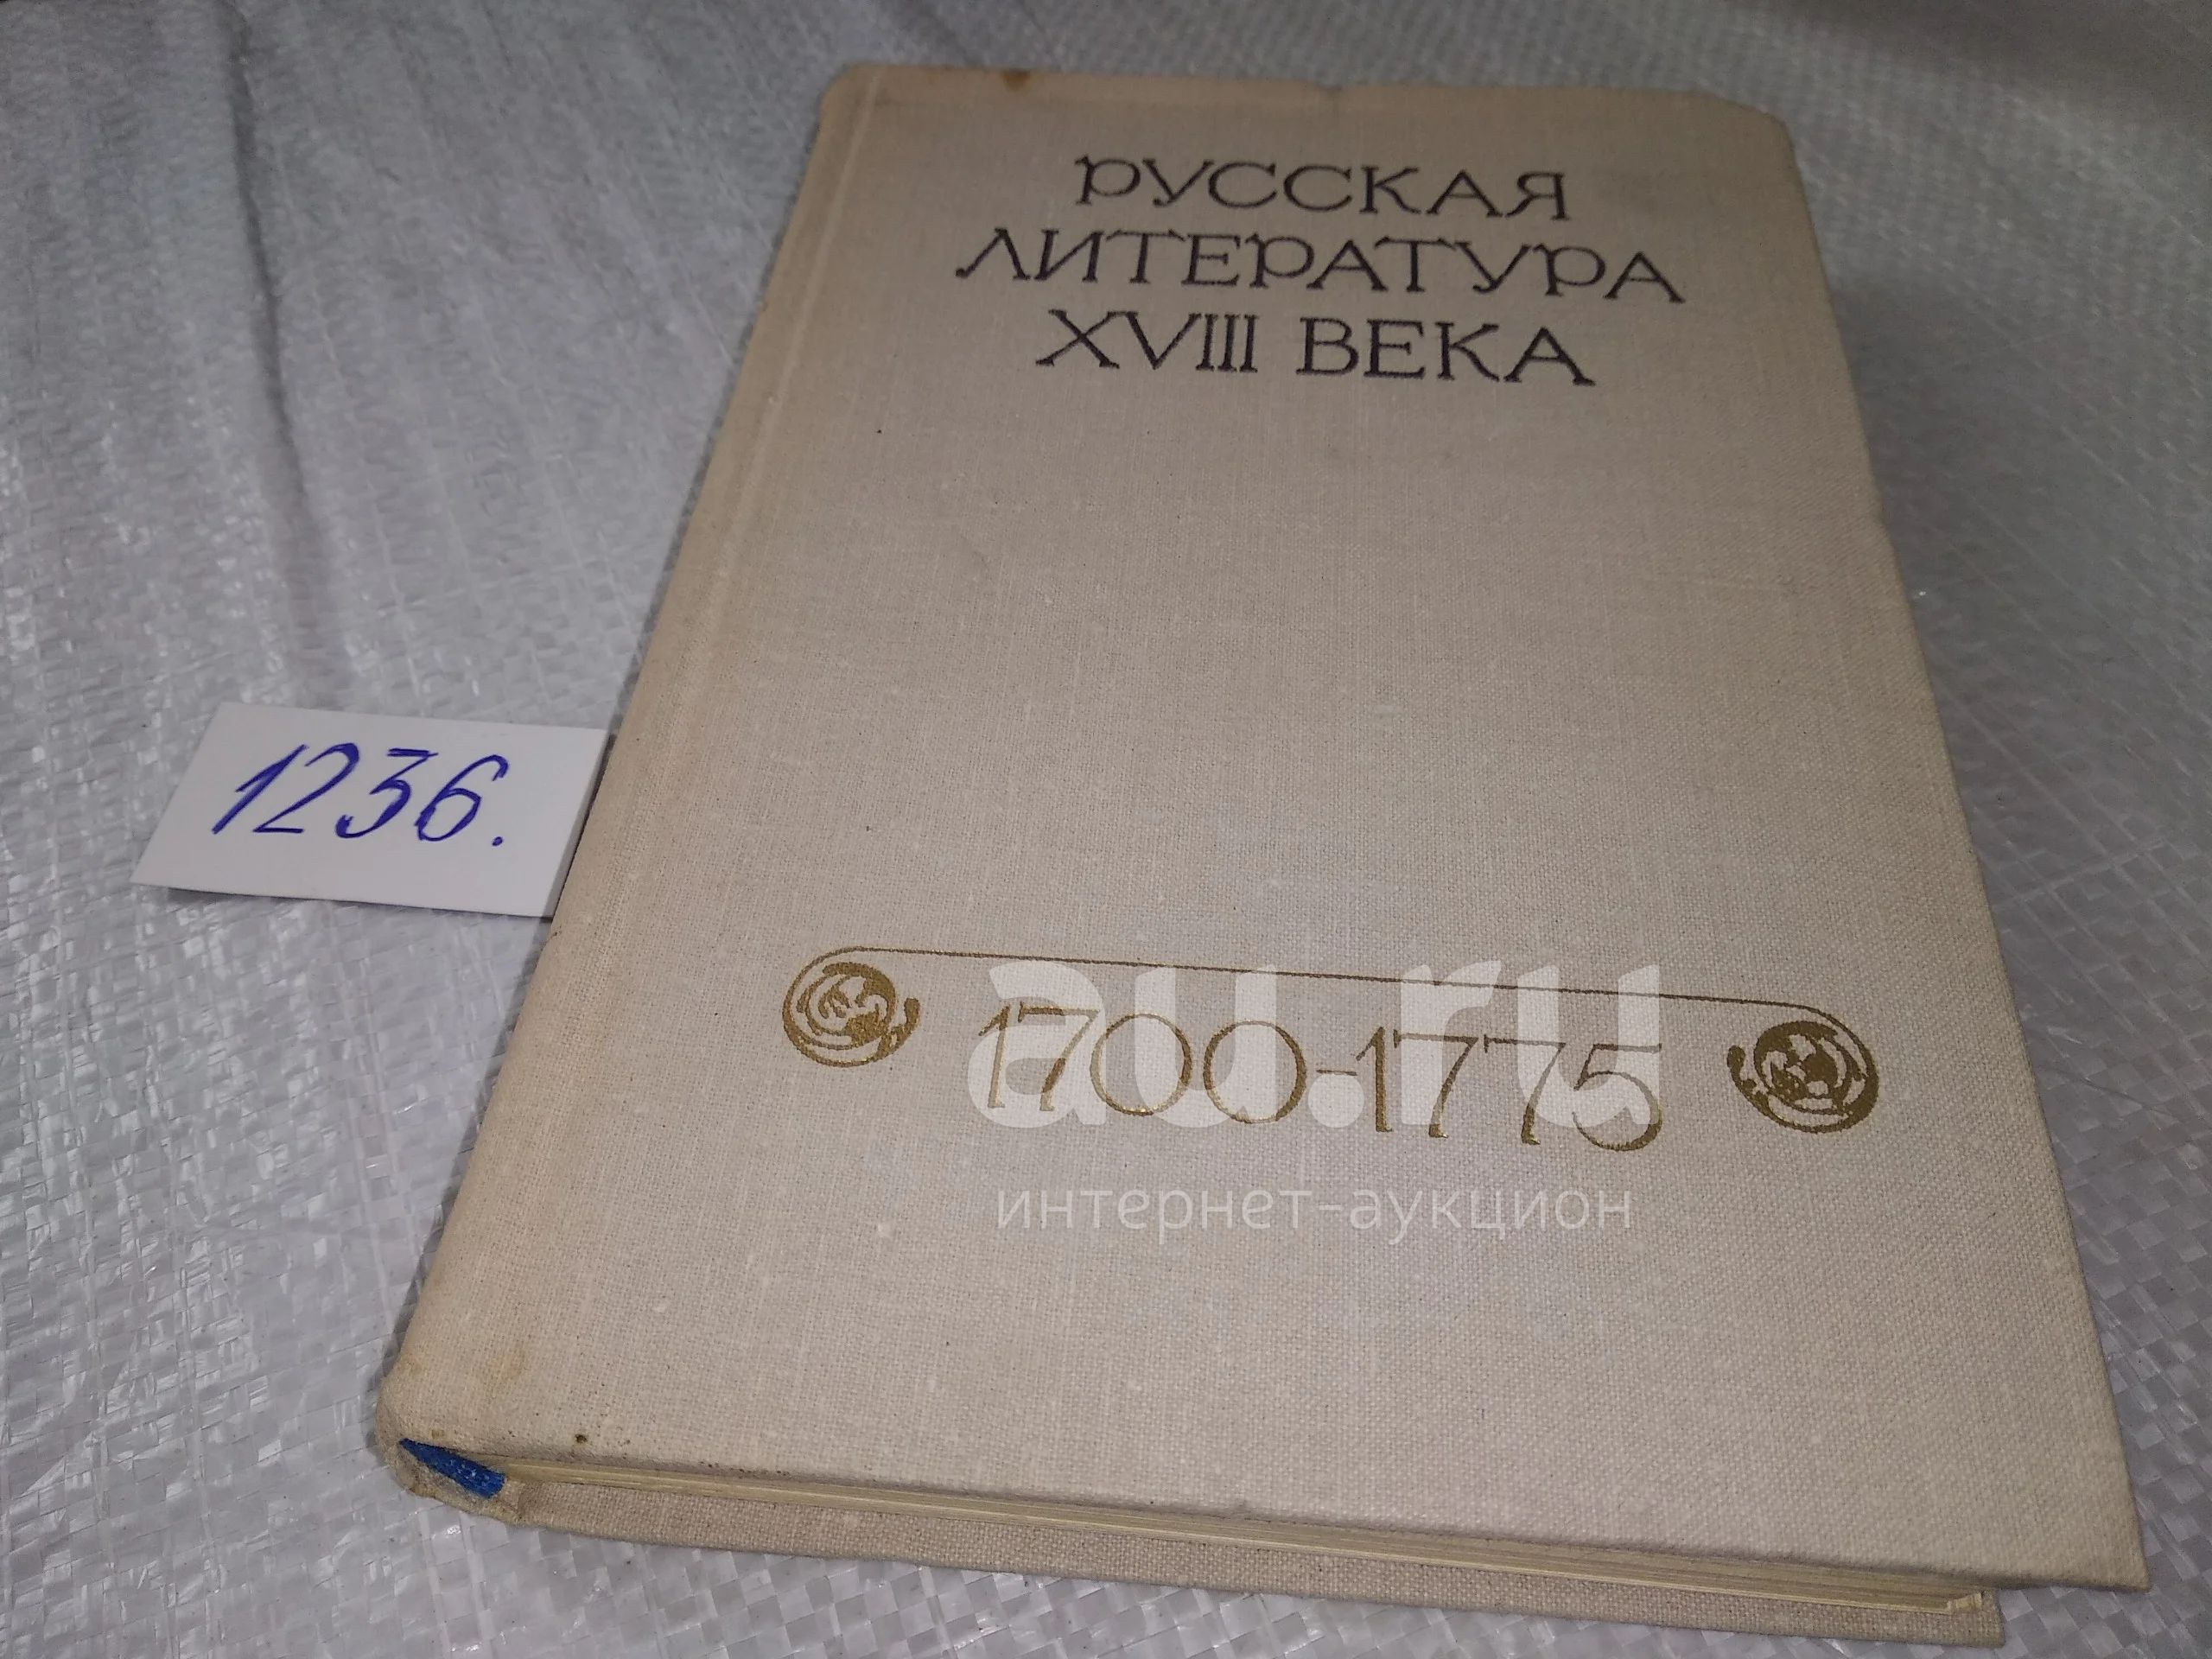 РУССКАЯ
ЛИТЕРАТУРА
XVIII ВЕКА
1236.
1700-1775
au.ru
интернет-аукцион